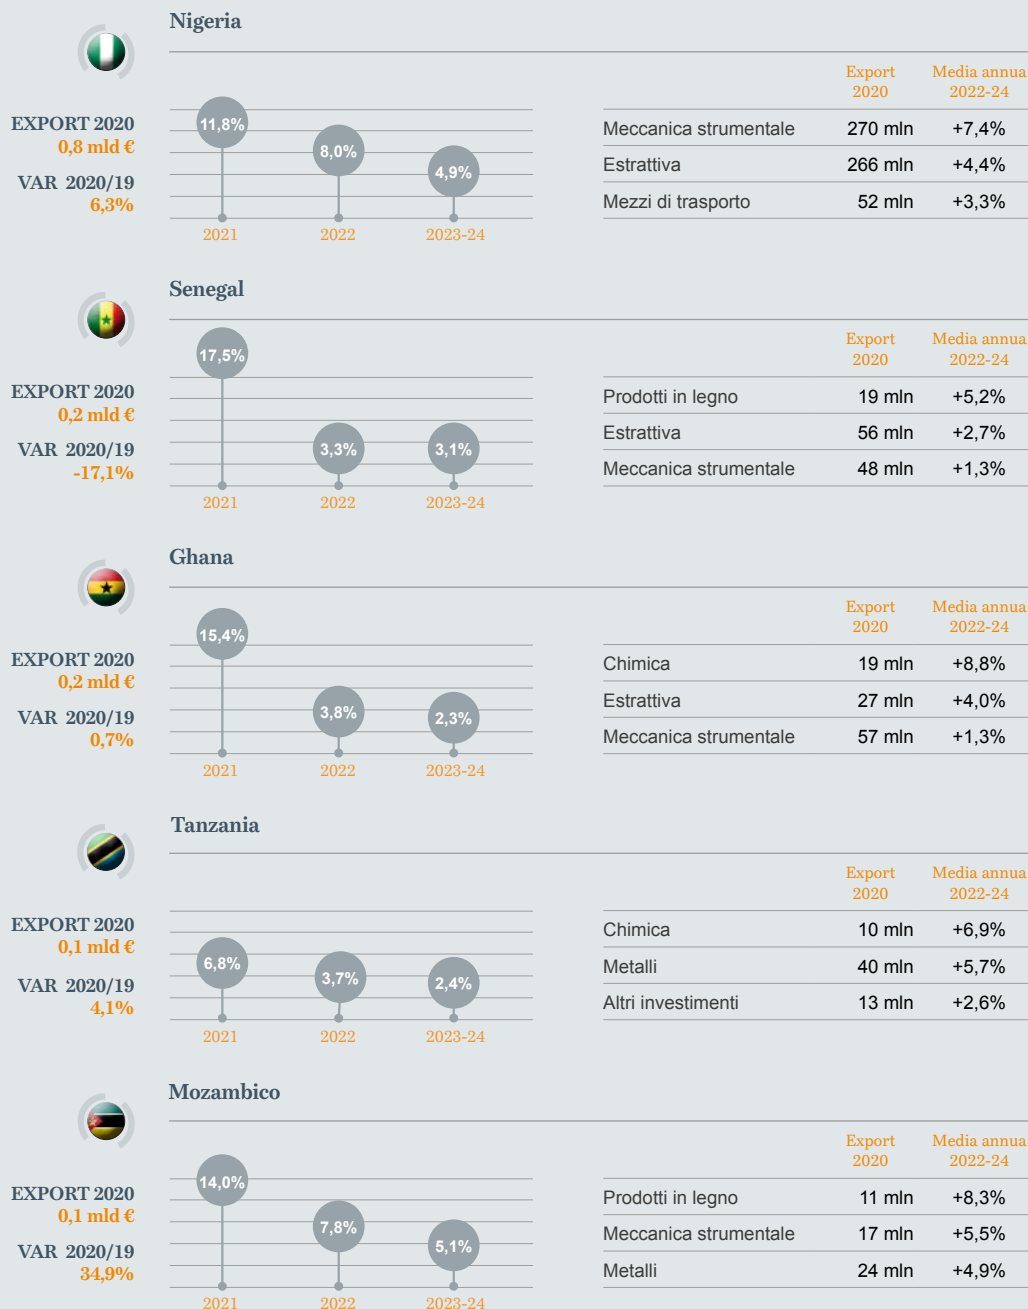 Nigeria
EXPORT 2020
0,8 mld €
VAR 2020/19
6,3%
11,8%
8,0%
4,9%
2021 2022 2023-24
Export Media annua
2020 2022-24
Meccanica strumentale 270 mln +7,4%
Estrattiva 266 mln +4,4%
Mezzi di trasporto 52 mln +3,3%
Senegal
EXPORT 2020
0,2 mld €
VAR 2020/19
-17,1%
17,5%
3,3% 3,1%
2021 2022 2023-24
Export Media annua
2020 2022-24
Prodotti in legno 19 mln +5,2%
Estrattiva 56 mln +2,7%
Meccanica strumentale 48 mln +1,3%
Ghana
EXPORT 2020
0,2 mld €
VAR 2020/19
0,7%
15,4%
3,8% 2,3%
2021 2022 2023-24
Export Media annua
2020 2022-24
Chimica 19 mln +8,8%
Estrattiva 27 mln +4,0%
Meccanica strumentale 57 mln +1,3%
Tanzania
EXPORT 2020
0,1 mld €
VAR 2020/19
4,1%
6,8% 3,7% 2,4%
2021 2022 2023-24
Export Media annua
2020 2022-24
Chimica 10 mln +6,9%
Metalli 40 mln +5,7%
Altri investimenti 13 mln +2,6%
Mozambico
EXPORT 2020
0,1 mld €
VAR 2020/19
34,9%
14,0%
7,8%
5,1%
2021 2022 2023-24
Export Media annua
2020 2022-24
Prodotti in legno 11 mln +8,3%
Meccanica strumentale 17 mln +5,5%
Metalli 24 mln +4,9%